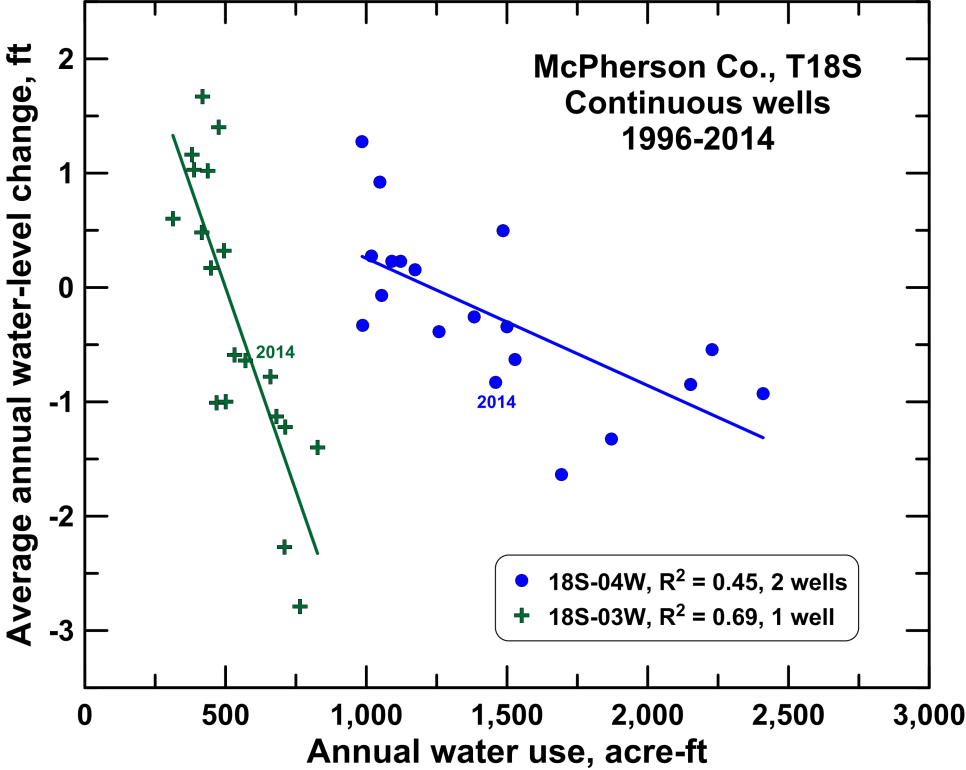 McPherson Co., T18S
Continuous wells
1996-2014
Average annual water-level change, ft
2
1
0
-1
-2
-3
2014
2014
18S-04W, R² = 0.45, 2 wells
18S-03W, R² = 0.69, 1 well
0 500 1,000 1,500 2,000 2,500 3,000
Annual water use, acre-ft